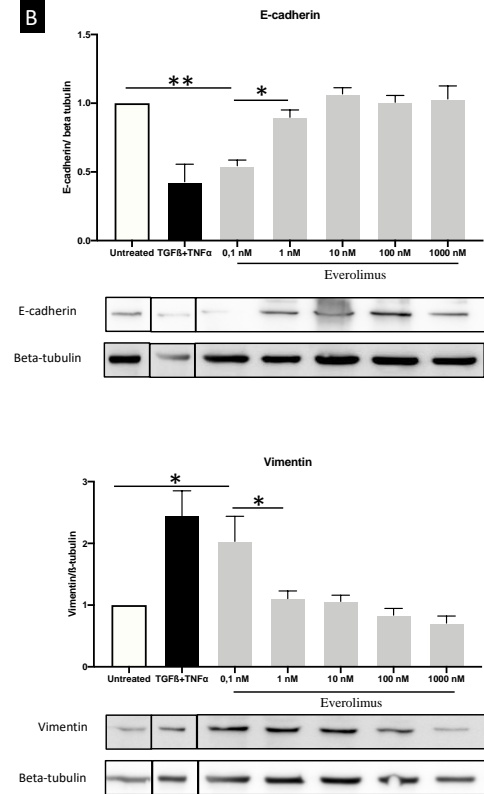 B
E-cadherin
**
*
E-cadherin/ beta tubulin
1.5
1.0
0.5
0.0
Untreated TGFß+TNFα 0,1 nM 1 nM 10 nM 100 nM 1000 nM
Everolimus
E-cadherin
Beta-tubulin
Vimentin
*
*
Vimentin/ß-tubulin
3
2
1
0
Untreated TGFß+TNFα 0,1 nM 1 nM 10 nM 100 nM 1000 nM
Everolimus
Vimentin
Beta-tubulin